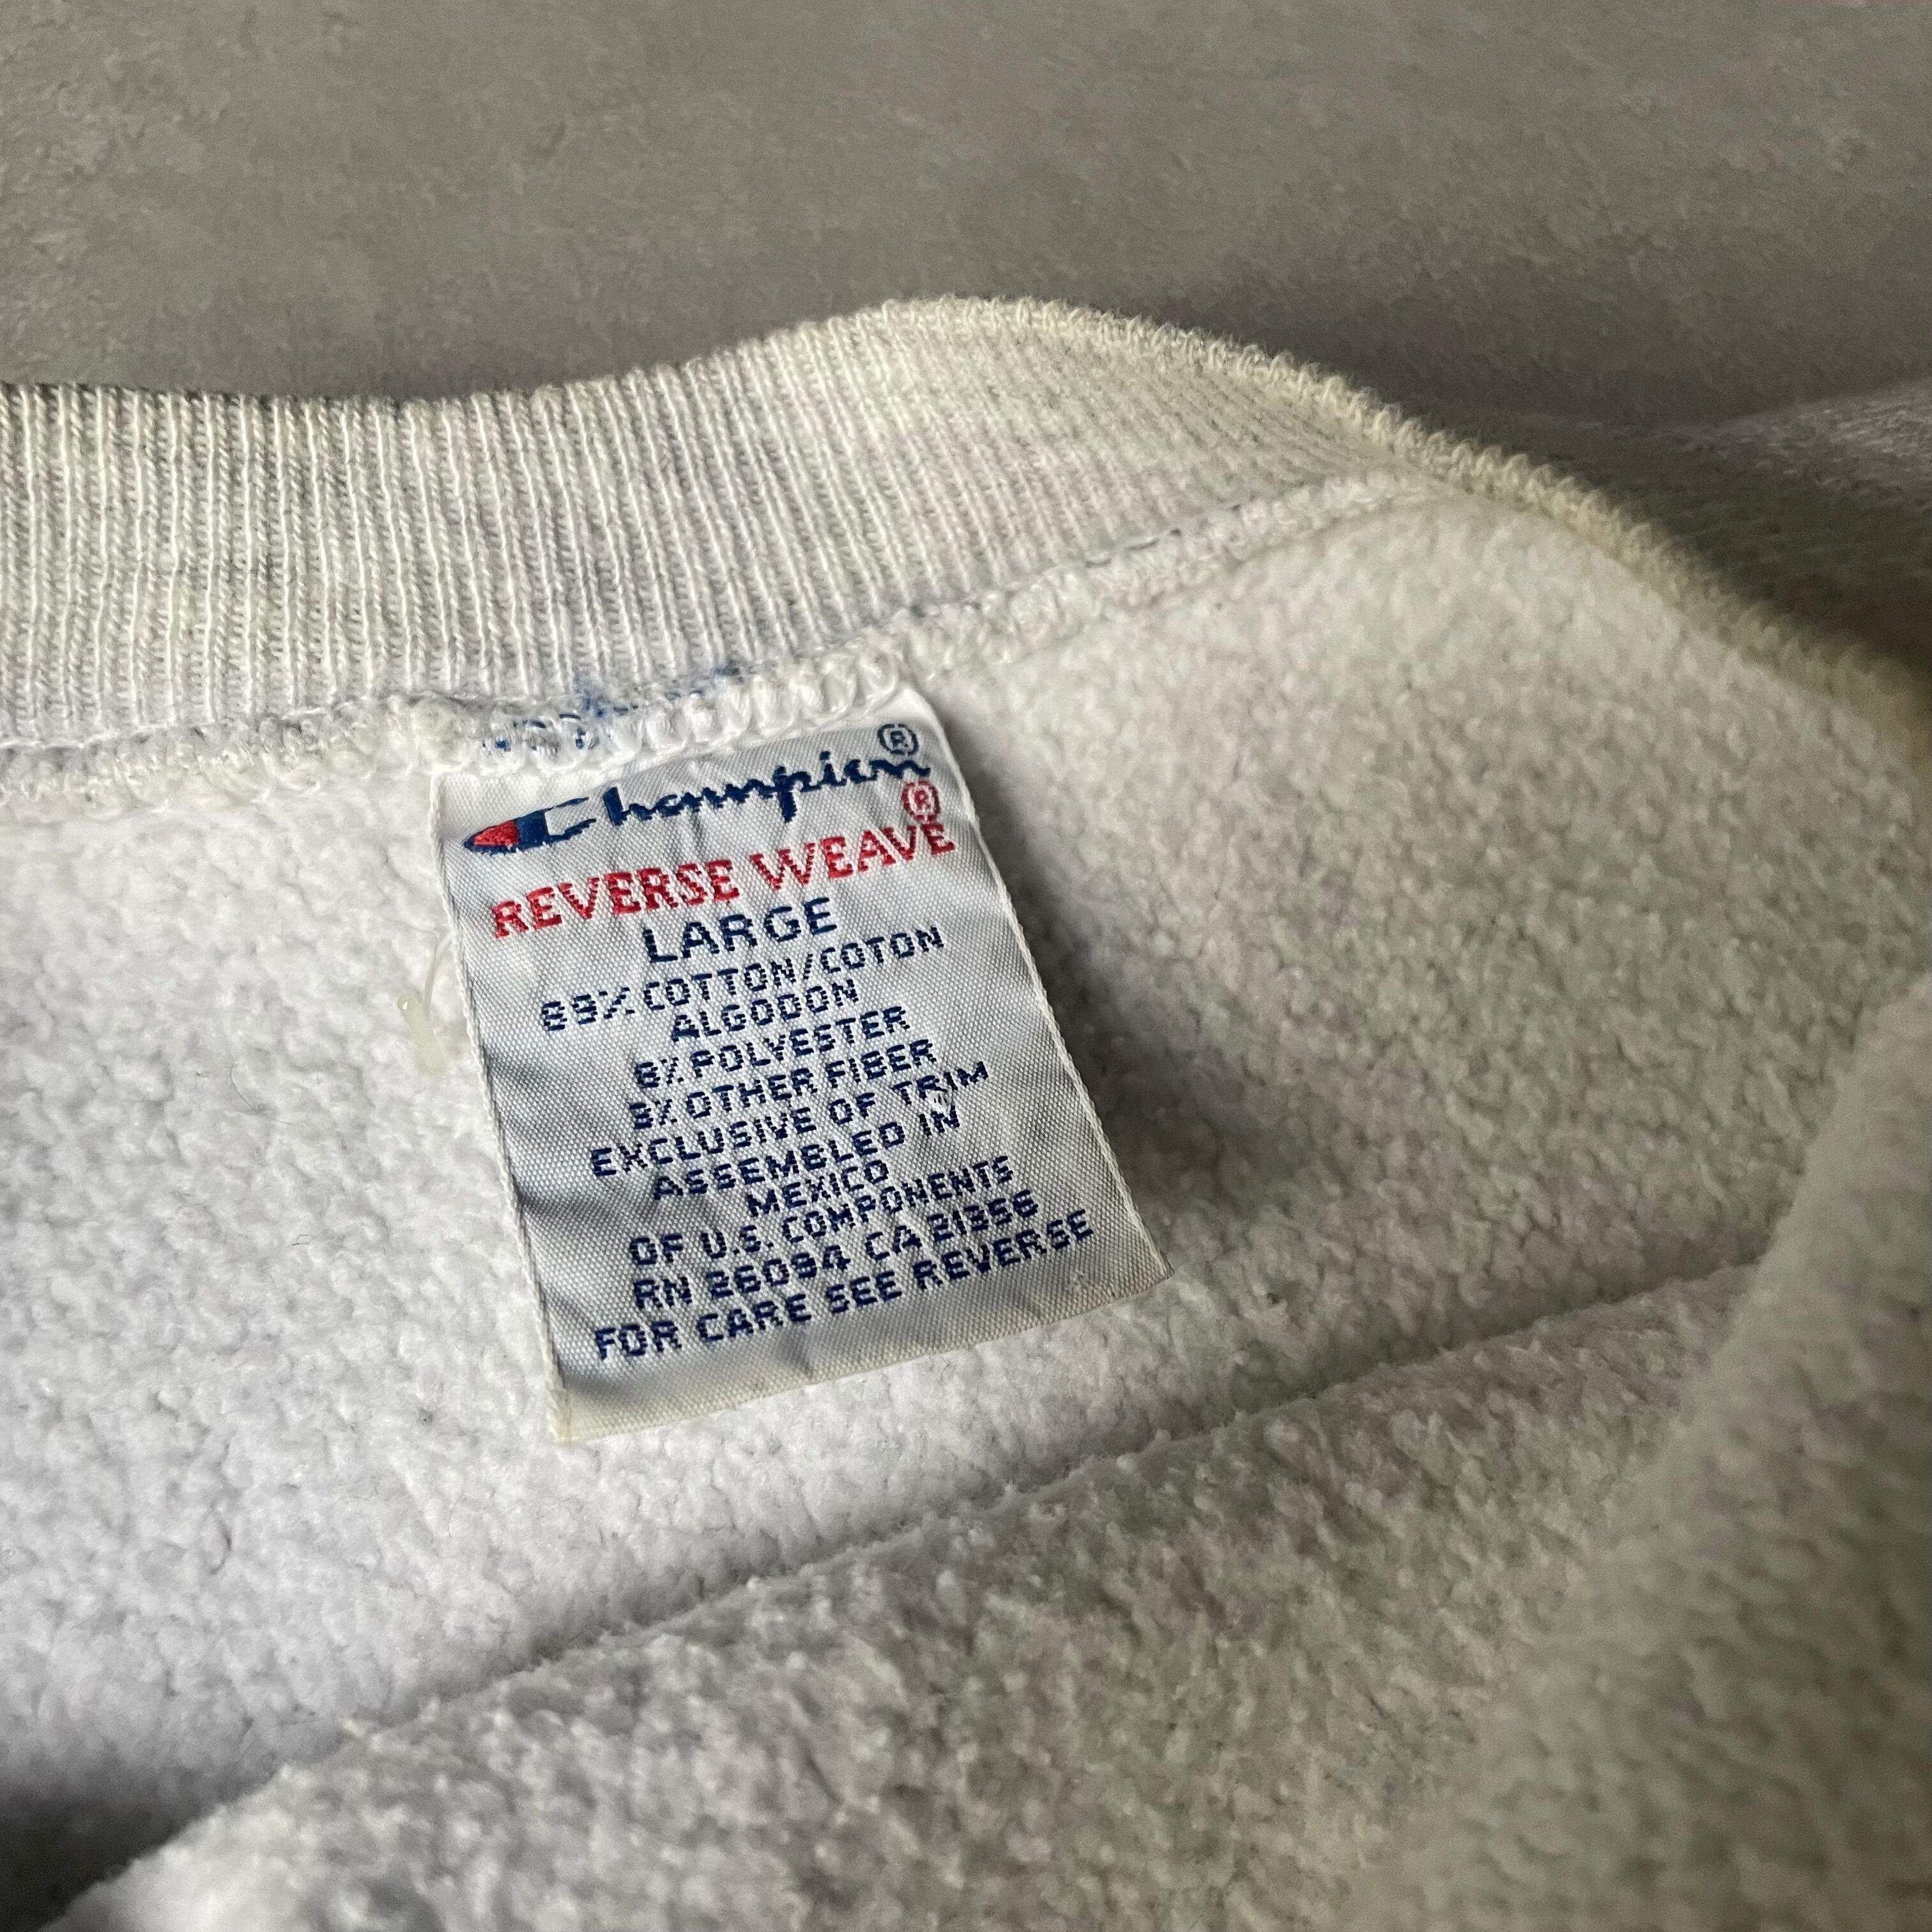 Champion®
REVERSE WEAVE®
LARGE
89% COTTON/COTON
ALGODON
8% POLYESTER
3% OTHER FIBER
EXCLUSIVE OF TRIM
ASSEMBLED IN
MEXICO
OF U.S. COMPONENTS
RN 26094 CA 21356
FOR CARE SEE REVERSE